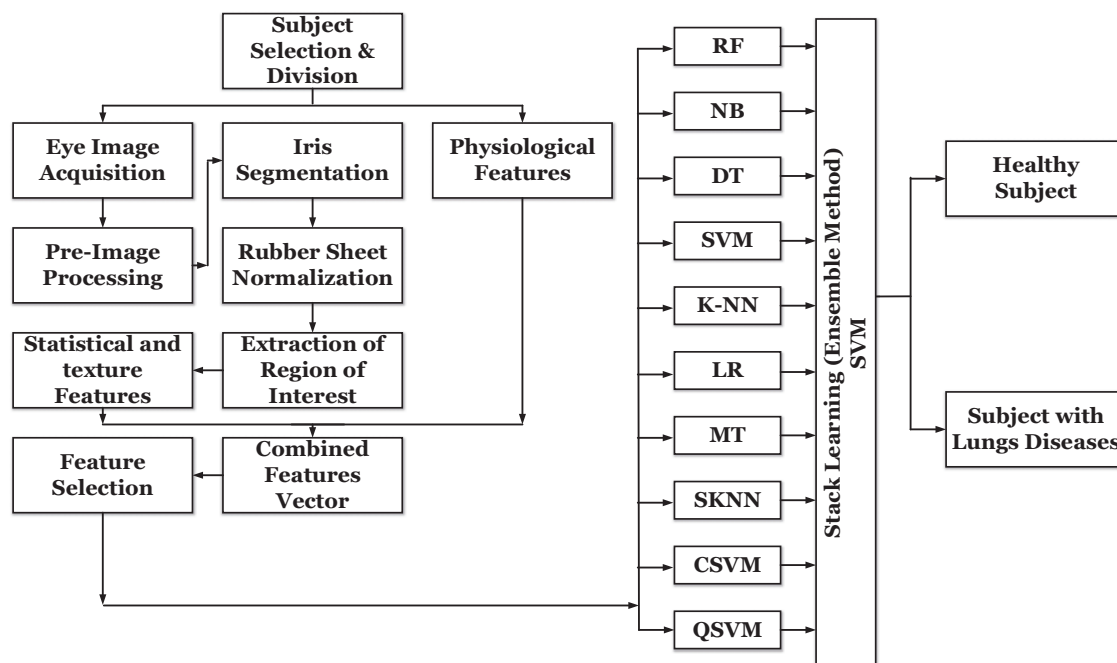 Subject
Selection &
Division
Eye Image
Acquisition
Iris
Segmentation
Physiological
Features
Pre-Image
Processing
Rubber Sheet
Normalization
Statistical and
texture
Features
Extraction of
Region of
Interest
Feature
Selection
Combined
Features
Vector
RF
NB
DT
SVM
K-NN
LR
MT
SKNN
CSVM
QSVM
Stack Learning (Ensemble Method)
SVM
Healthy
Subject
Subject with
Lungs Diseases